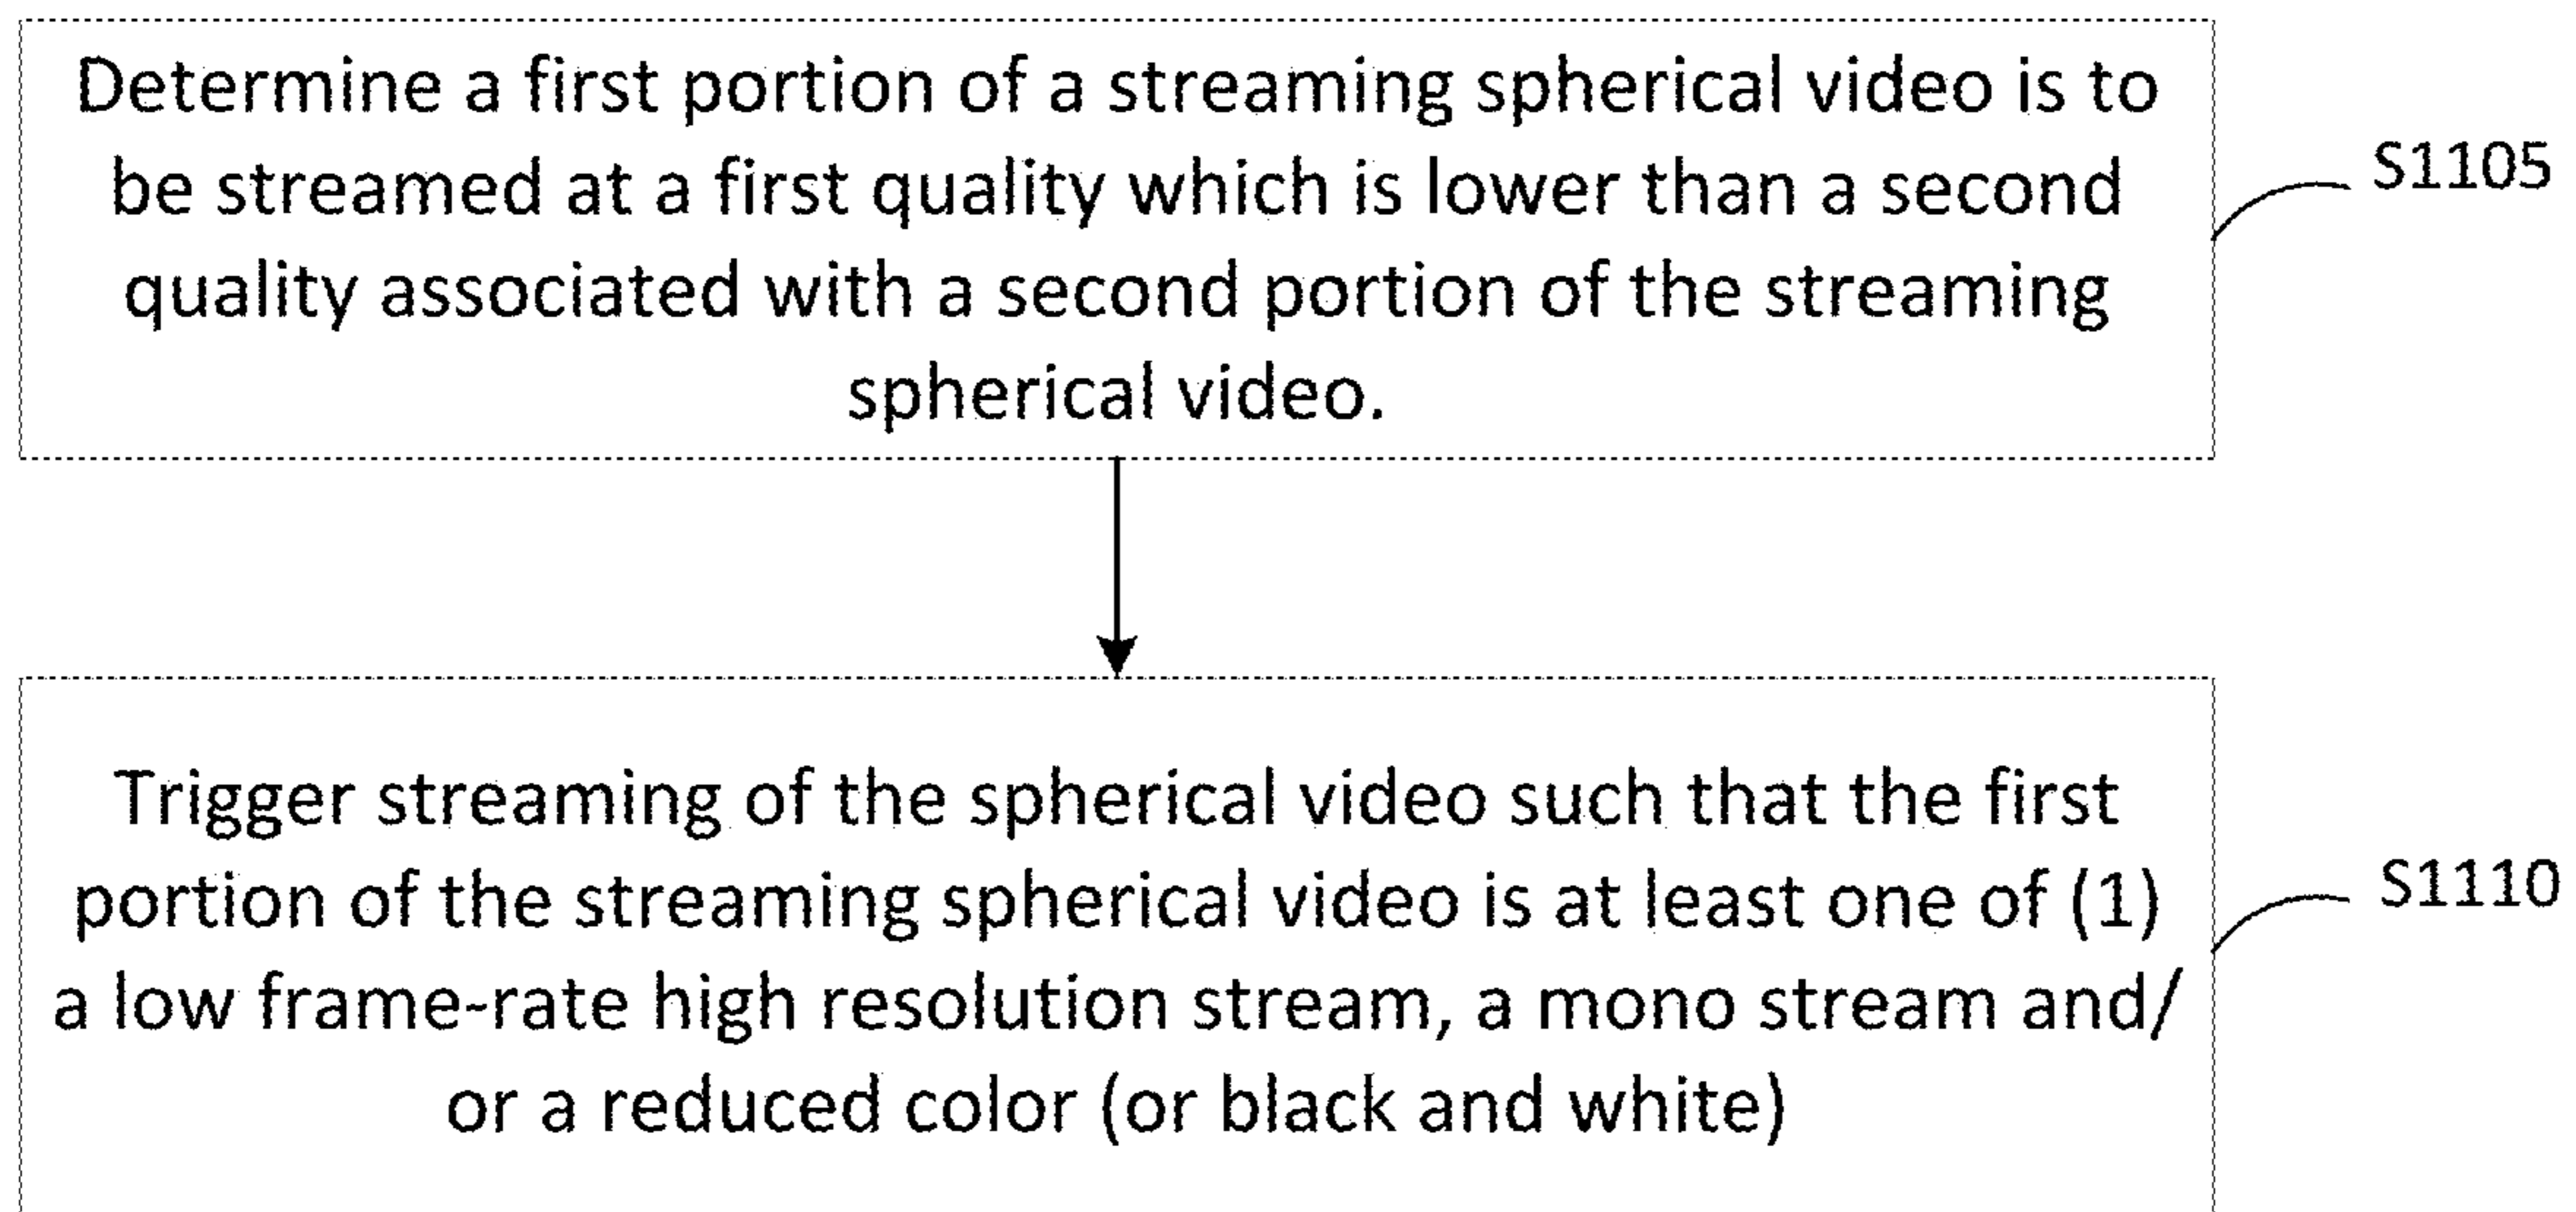 Determine a first portion of a streaming spherical video is to
be streamed at a first quality which is lower than a second
quality associated with a second portion of the streaming
spherical video.
S1105
Trigger streaming of the spherical video such that the first
portion of the streaming spherical video is at least one of (1)
a low frame-rate high resolution stream, a mono stream and/
or a reduced color (or black and white)
S1110